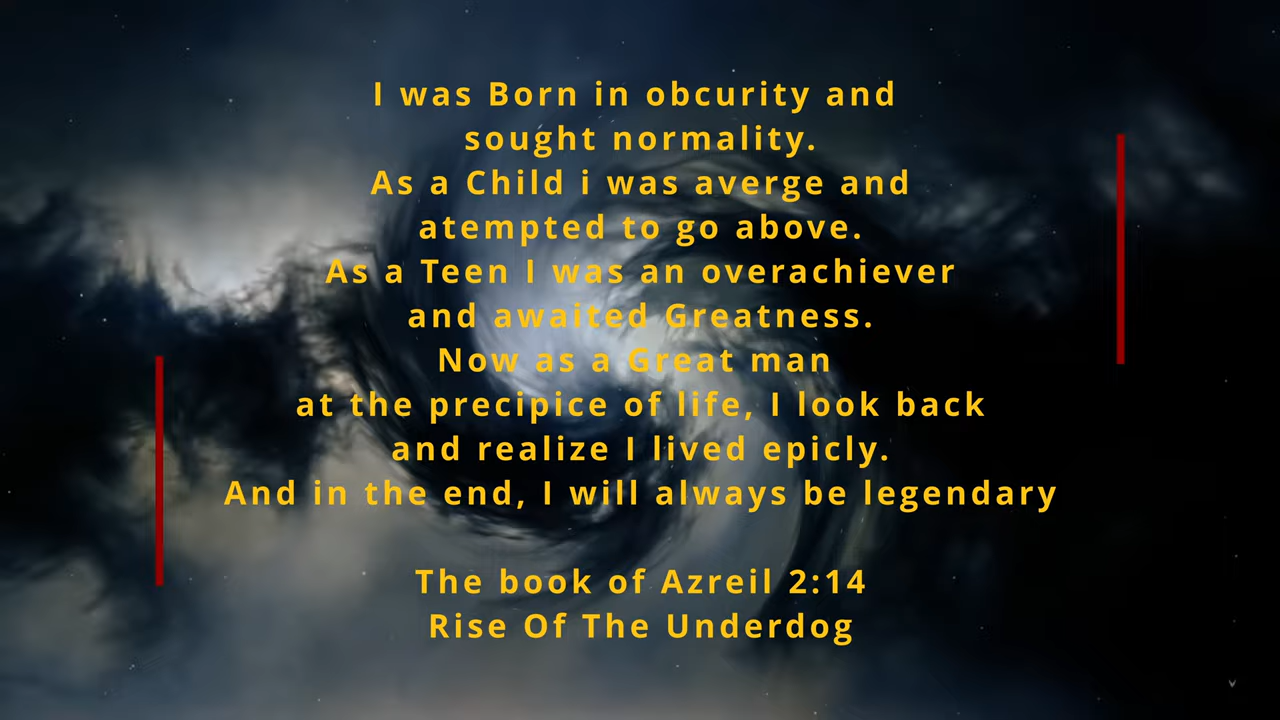 I was Born in obcurity and
sought normality.
As a Child i was averge and
atempted to go above.
As a Teen I was an overachiever
and awaited Greatness.
Now as a Great man
at the precipice of life, I look back
and realize I lived epicly.
And in the end, I will always be legendary
The book of Azreil 2:14
Rise Of The Underdog